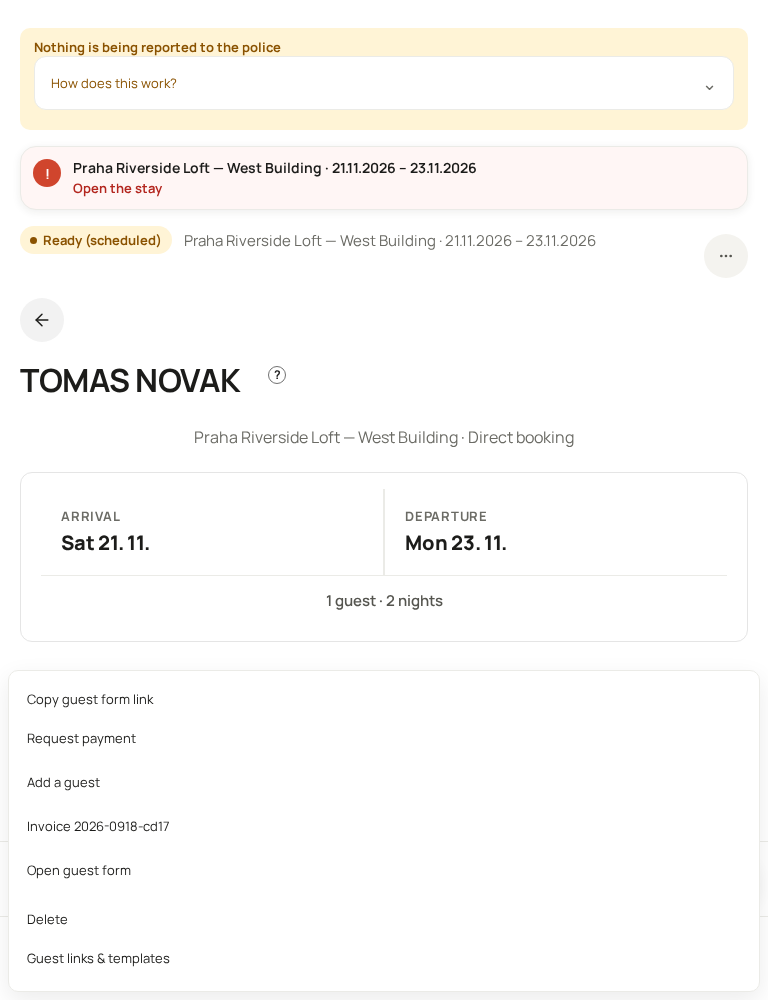 Nothing is being reported to the police
How does this work?
!
Praha Riverside Loft — West Building · 21.11.2026 – 23.11.2026
Open the stay
Ready (scheduled)
Praha Riverside Loft — West Building · 21.11.2026 – 23.11.2026
TOMAS NOVAK
?
Praha Riverside Loft — West Building · Direct booking
ARRIVAL
Sat 21. 11.
DEPARTURE
Mon 23. 11.
1 guest · 2 nights
Copy guest form link
Request payment
Add a guest
Invoice 2026-0918-cd17
Open guest form
Delete
Guest links & templates